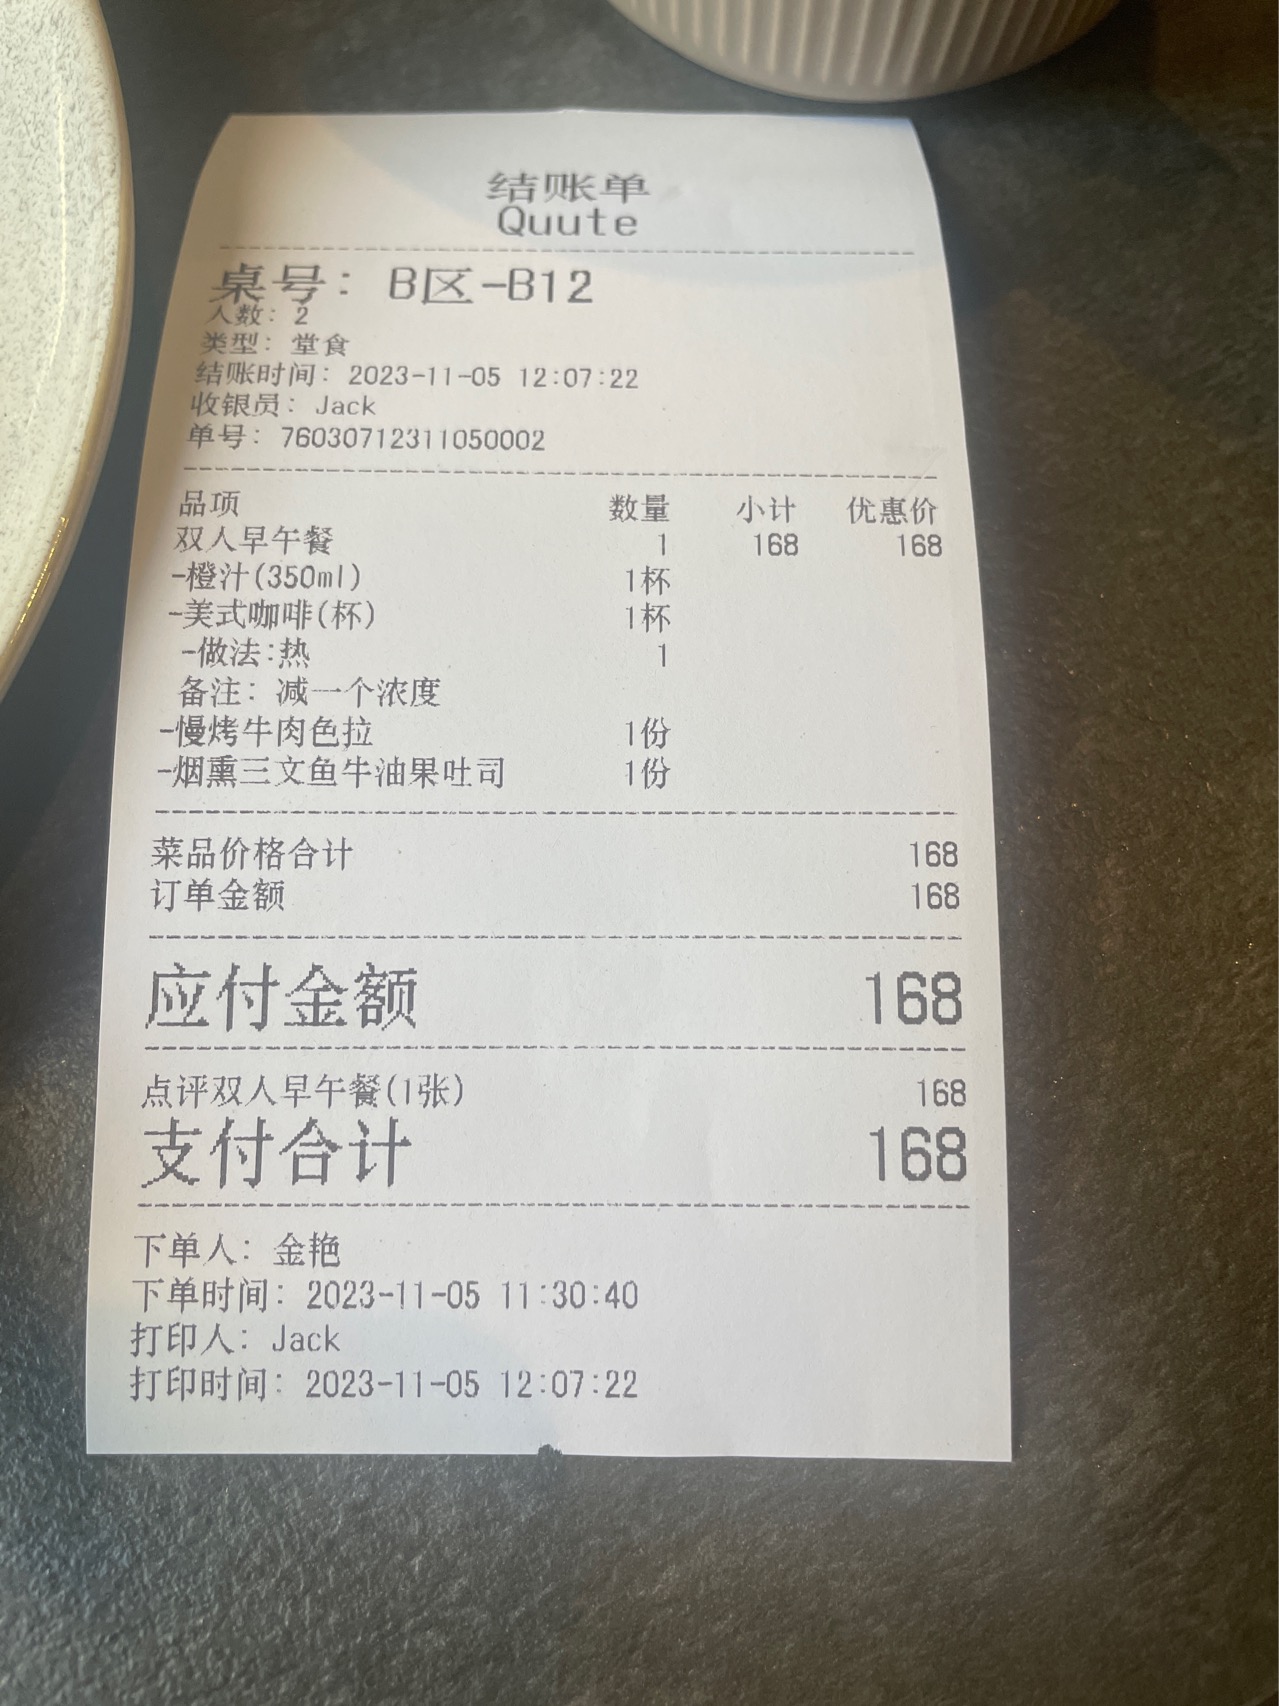 结账单
Quute
桌号: B区-B12
人数: 2
类型: 堂食
结账时间: 2023-11-05 12:07:22
收银员: Jack
单号: 76030712311050002
品项 数量 小计 优惠价
双人早午餐 1 168 168
-橙汁(350ml) 1杯
-美式咖啡(杯) 1杯
-做法:热 1
备注: 减一个浓度
-慢烤牛肉色拉 1份
-烟熏三文鱼牛油果吐司 1份
菜品价格合计 168
订单金额 168
应付金额 168
点评双人早午餐(1张) 168
支付合计 168
下单人: 金艳
下单时间: 2023-11-05 11:30:40
打印人: Jack
打印时间: 2023-11-05 12:07:22